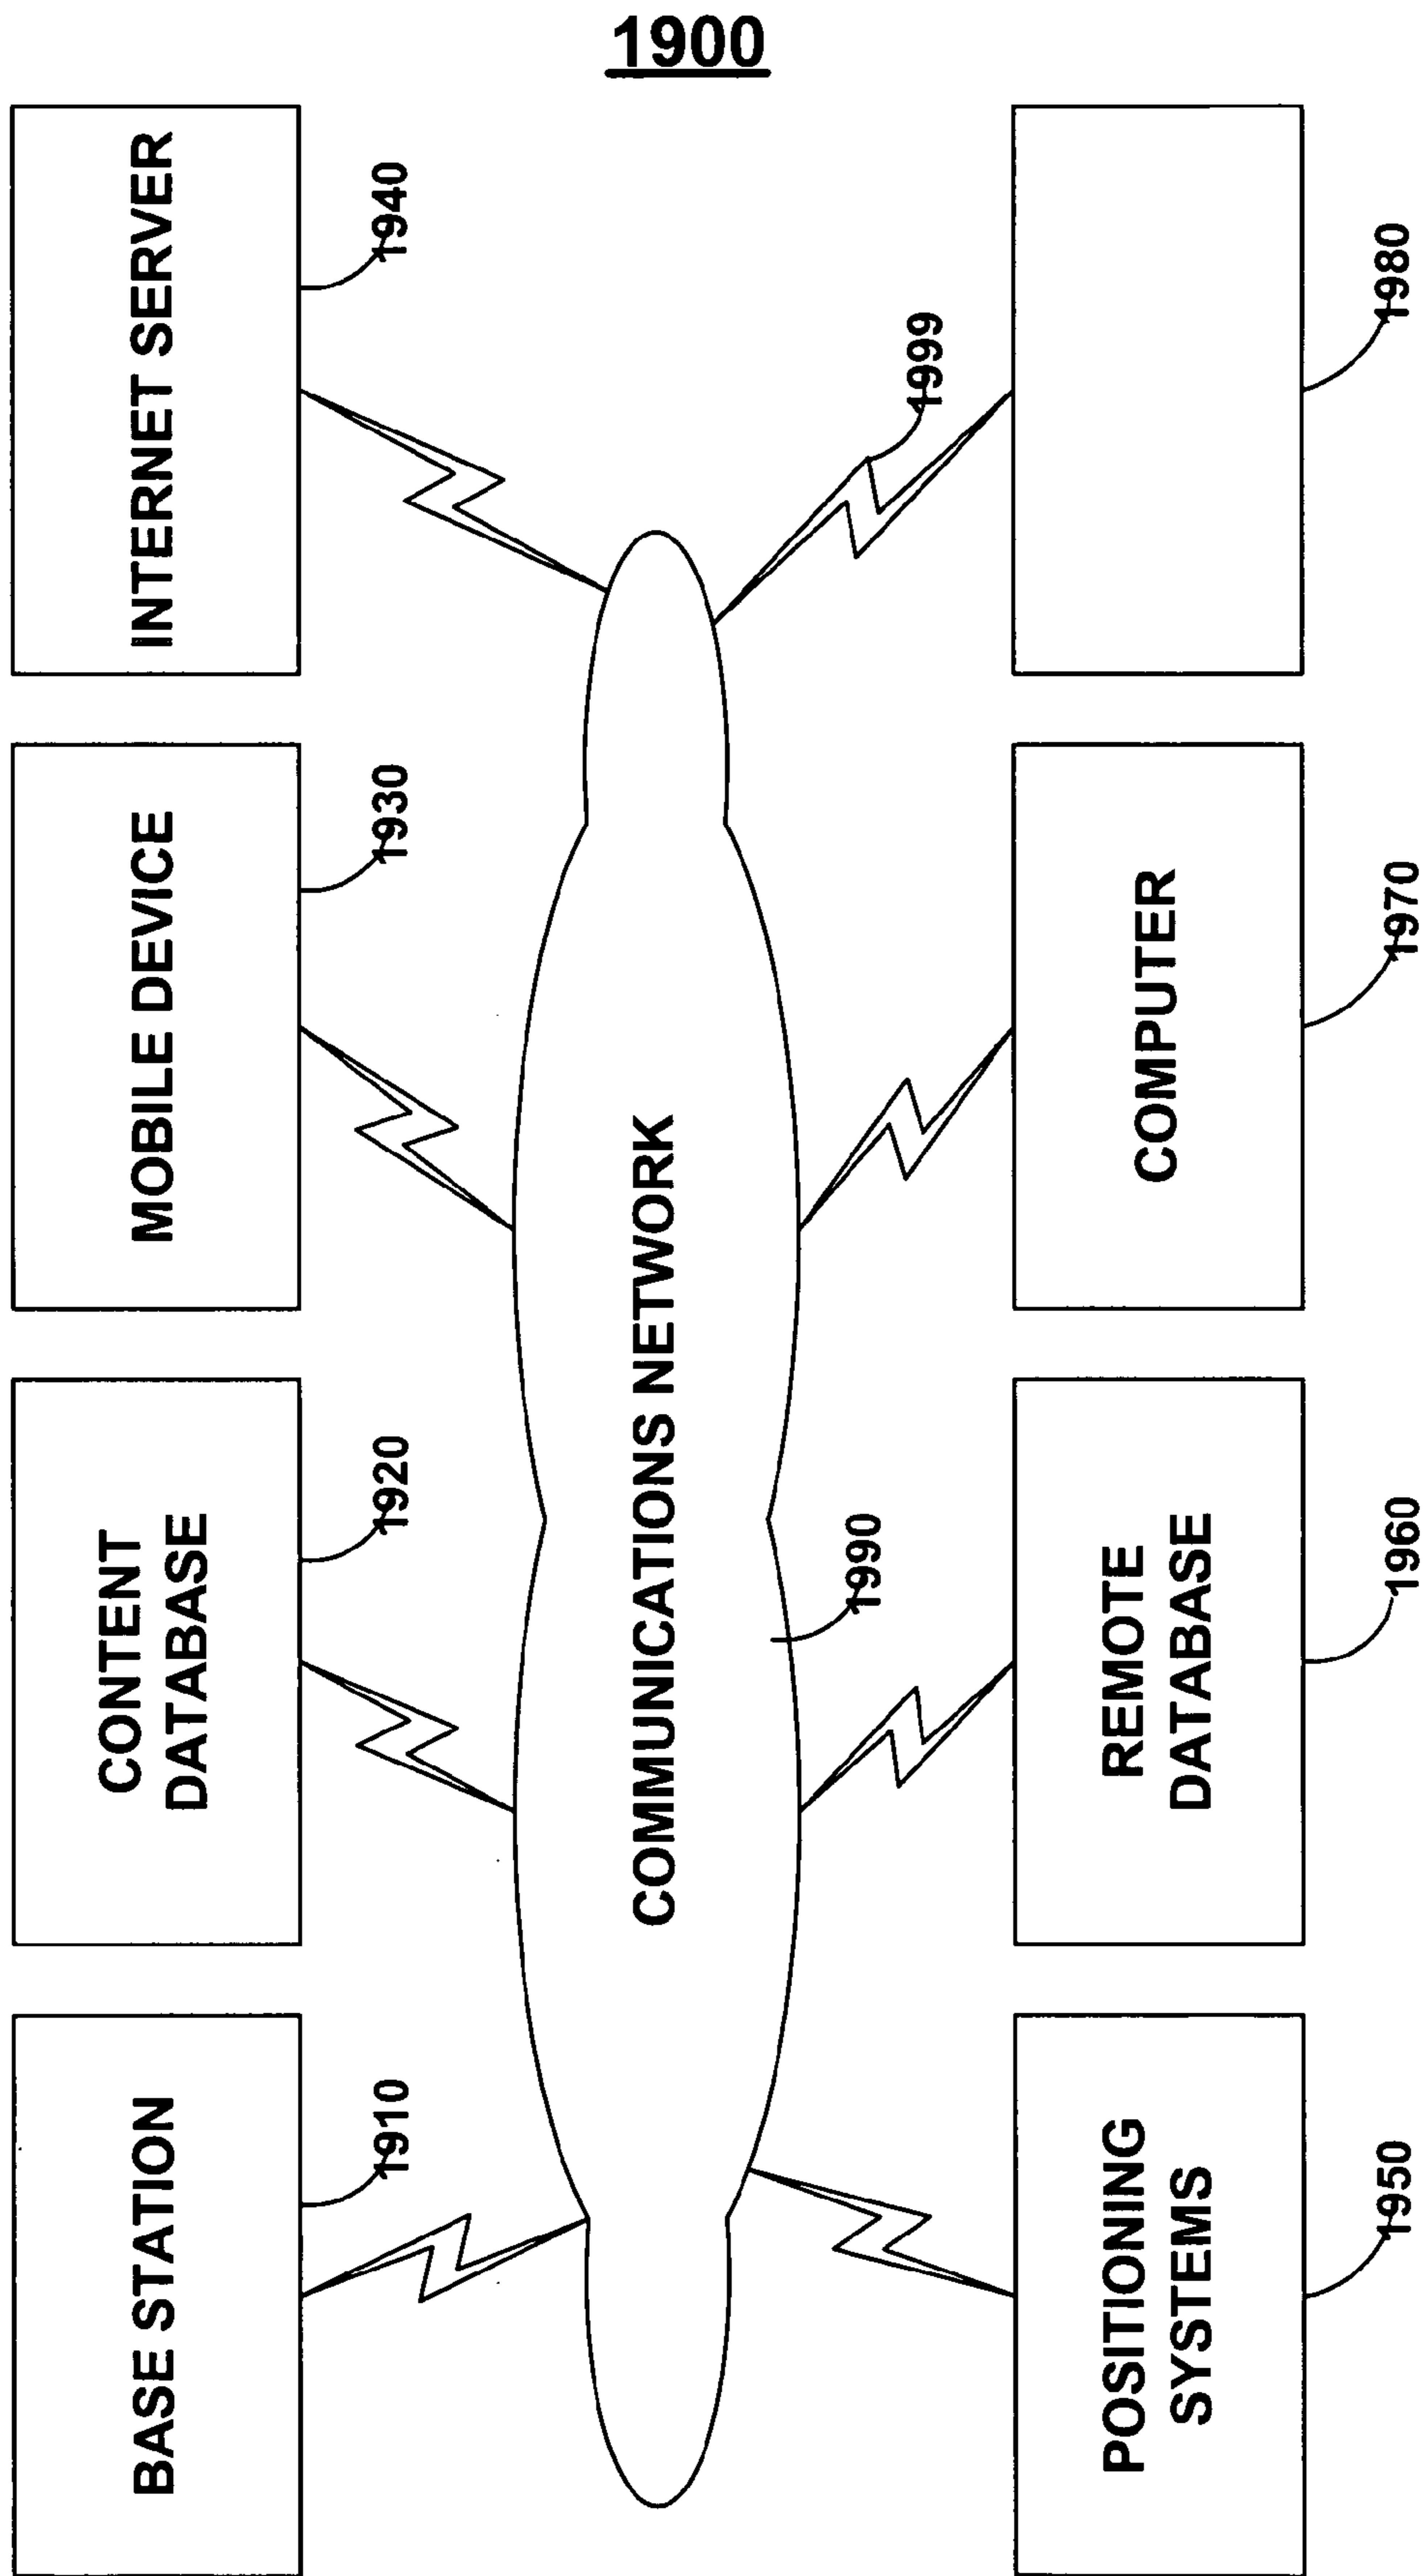 1900
BASE STATION
1910
CONTENT
DATABASE
1920
MOBILE DEVICE
1930
INTERNET SERVER
1940
COMMUNICATIONS NETWORK
1990
1999
POSITIONING
SYSTEMS
1950
REMOTE
DATABASE
1960
COMPUTER
1970
1980